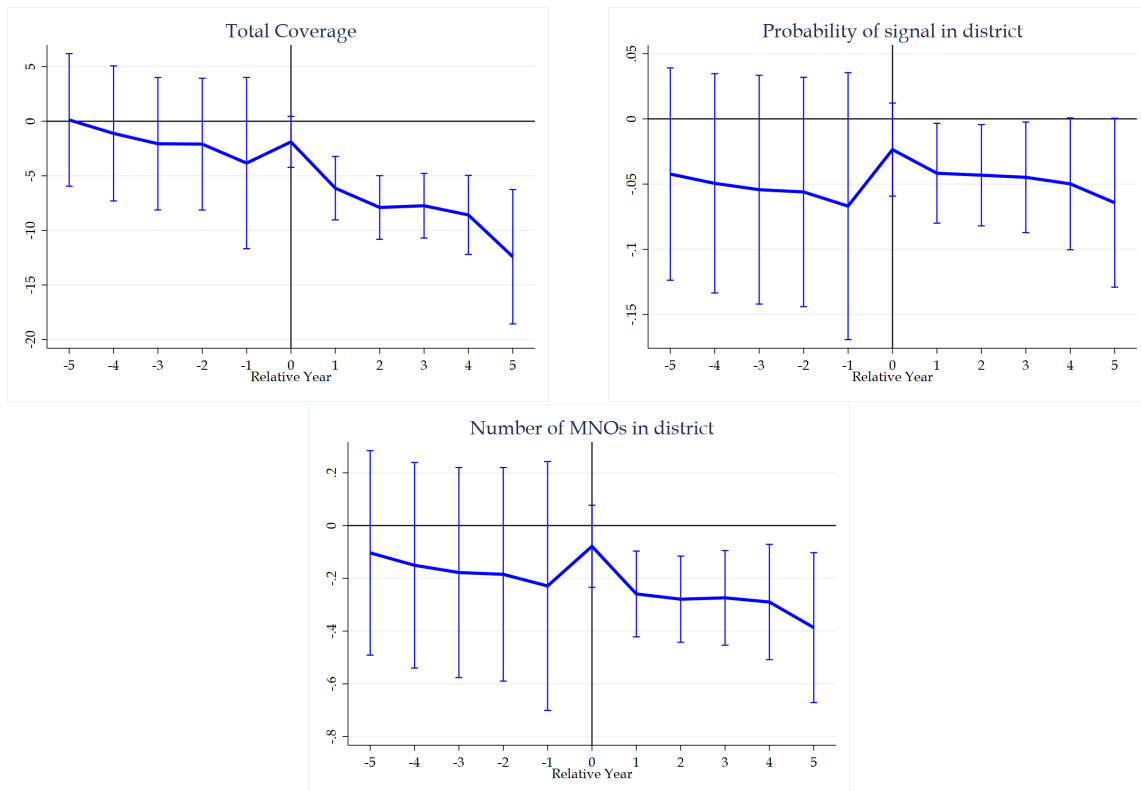 Total Coverage
5
0
-5
-10
-15
-20
-5 -4 -3 -2 -1 0 1 2 3 4 5
Relative Year
Probability of signal in district
.05
0
-.05
-.1
-.15
-5 -4 -3 -2 -1 0 1 2 3 4 5
Relative Year
Number of MNOs in district
.2
0
-.2
-.4
-.6
-.8
-5 -4 -3 -2 -1 0 1 2 3 4 5
Relative Year